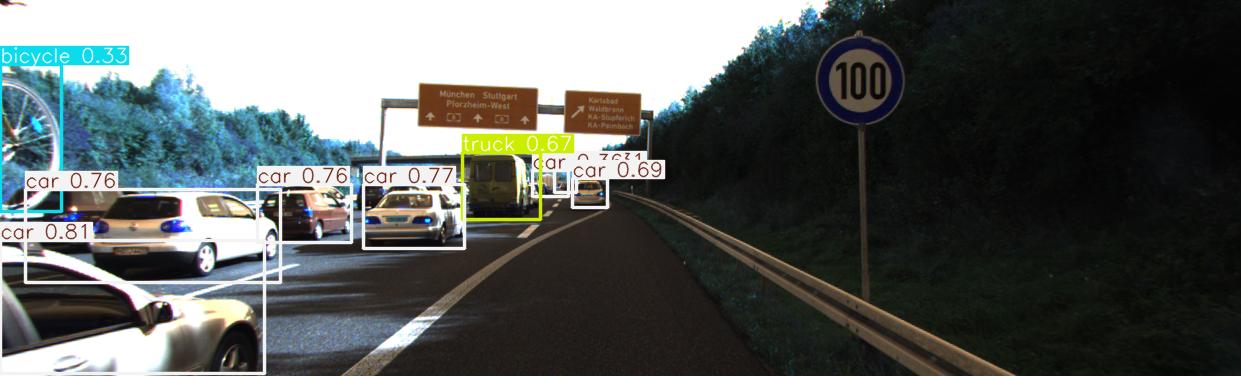 bicycle 0.33
München Stuttgart
Pforzheim-West
Karlsbad
Waldbronn
KA-Stupferich
KA-Palmbach
100
truck 0.67
car
car 0.69
car 0.76
car 0.76
car 0.77
car 0.81